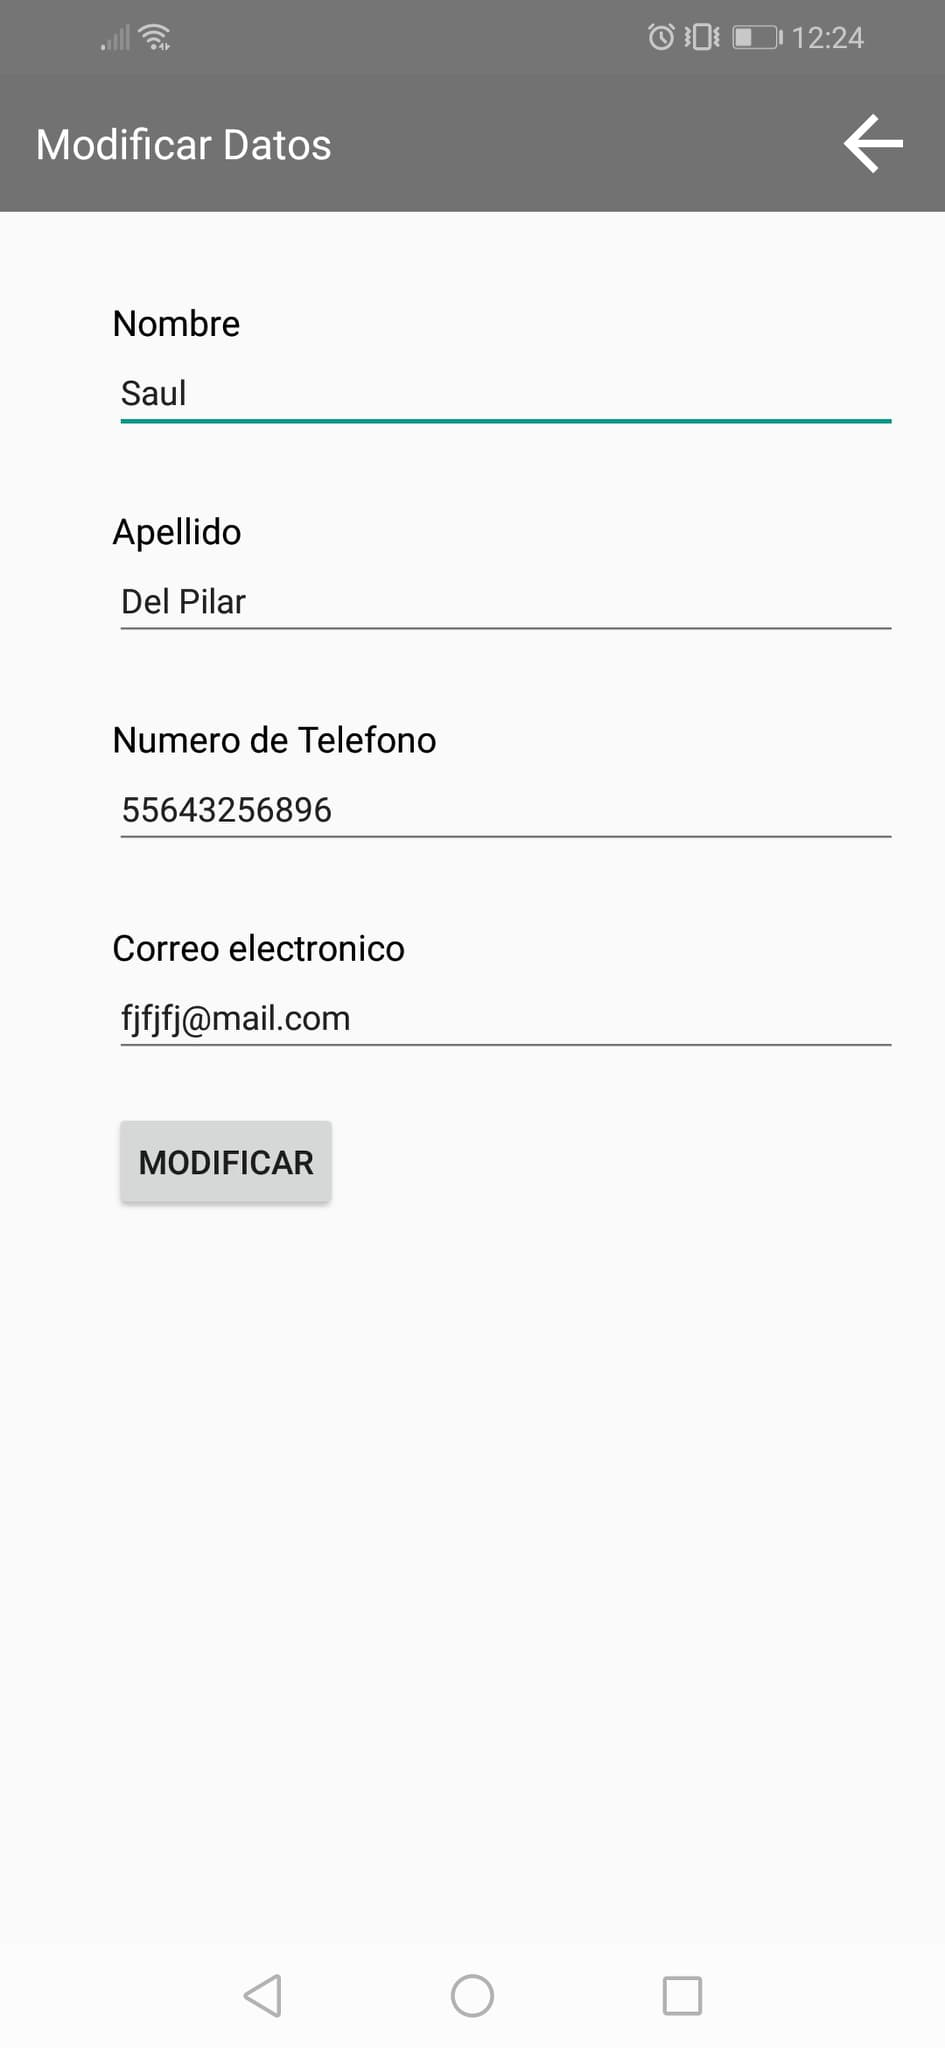 12:24
Modificar Datos
Nombre
Saul
Apellido
Del Pilar
Numero de Telefono
55643256896
Correo electronico
fjfjfj@mail.com
MODIFICAR